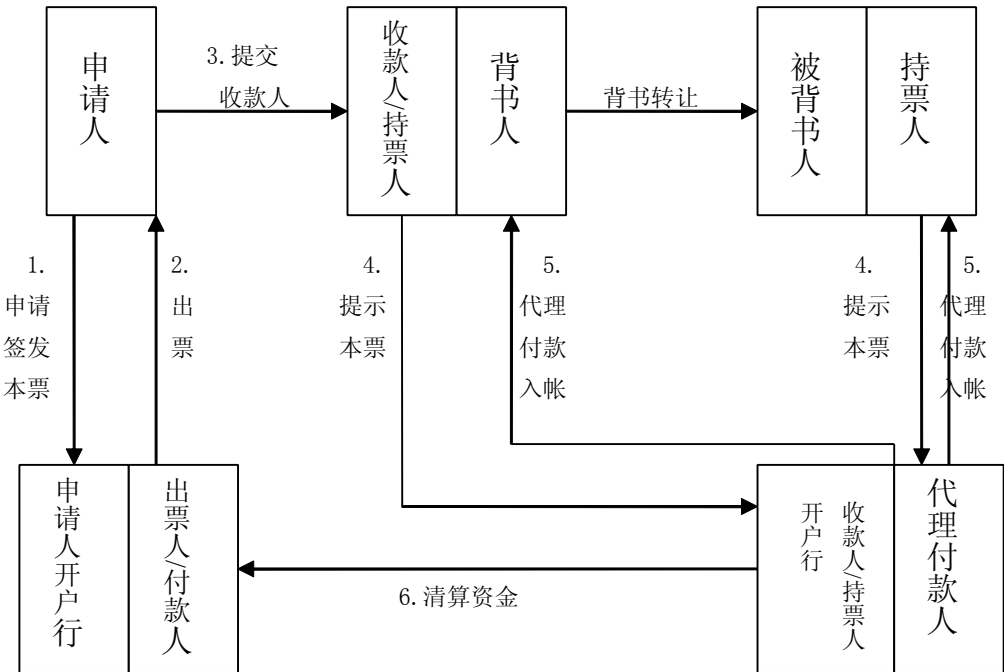 申请人
3.提交
收款人
收款人/持票人
背书人
背书转让
被背书人
持票人
1.
申请
签发
本票
2.
出
票
4.
提示
本票
5.
代理
付款
入帐
4.
提示
本票
5.
代理
付款
入帐
申请人开户行
出票人/付款人
6.清算资金
收款人/持票人
开户行
代理付款人